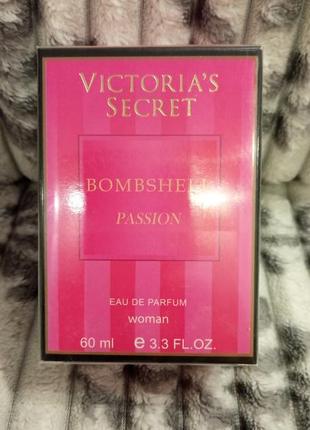 VICTORIA'S
SECRET
BOMBSHELL
PASSION
EAU DE PARFUM
woman
60 ml e 3.3 FL.OZ.